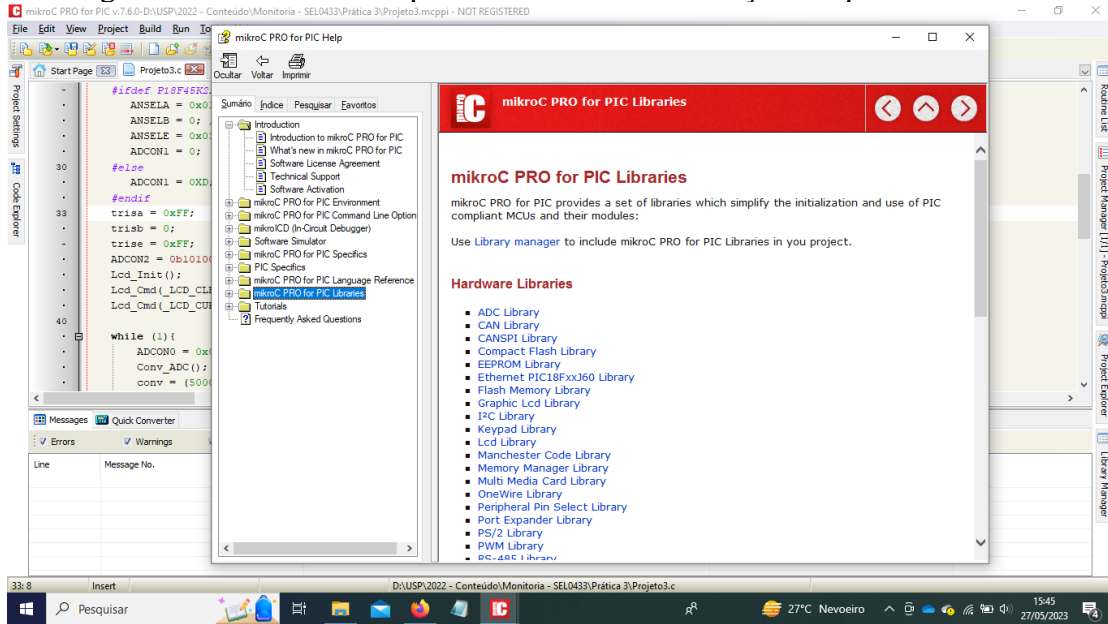 mikroC PRO for PIC v.7.6.0-D:\USP\2022 - Conteúdo\Monitoria - SEL0433\Prática 3\Projeto3.mcppi - NOT REGISTERED
File Edit View Project Build Run To
Start Page Projeto3.c
Project Settings
Code Explorer
#ifdef P18F45K2
ANSELA = 0x0
ANSELB = 0;
ANSELE = 0x0
ADCON1 = 0;
30 #else
ADCON1 = 0XD
#endif
33 trisa = 0xFF;
trisb = 0;
trise = 0xFF;
ADCON2 = 0b1010
Lcd_Init();
Lcd_Cmd(_LCD_CL
Lcd_Cmd(_LCD_CU
40
while (1){
ADCON0 = 0x
Conv_ADC();
conv = (500
mikroC PRO for PIC Help
Ocultar Voltar Imprimir
Sumário Índice Pesquisar Favoritos
Introduction
Introduction to mikroC PRO for PIC
What's new in mikroC PRO for PIC
Software License Agreement
Technical Support
Software Activation
mikroC PRO for PIC Environment
mikroC PRO for PIC Command Line Option
mikroICD (In-Circuit Debugger)
Software Simulator
mikroC PRO for PIC Specifics
PIC Specifics
mikroC PRO for PIC Language Reference
mikroC PRO for PIC Libraries
Tutorials
Frequently Asked Questions
mikroC PRO for PIC Libraries
mikroC PRO for PIC Libraries
mikroC PRO for PIC provides a set of libraries which simplify the initialization and use of PIC
compliant MCUs and their modules:
Use Library manager to include mikroC PRO for PIC Libraries in you project.
Hardware Libraries
ADC Library
CAN Library
CANSPI Library
Compact Flash Library
EEPROM Library
Ethernet PIC18FxxJ60 Library
Flash Memory Library
Graphic Lcd Library
I²C Library
Keypad Library
Lcd Library
Manchester Code Library
Memory Manager Library
Multi Media Card Library
OneWire Library
Peripheral Pin Select Library
Port Expander Library
PS/2 Library
PWM Library
RS-485 Library
Routine List
Project Manager [1/1] - Projeto3.mcppi
Project Explorer
Library Manager
Messages Quick Converter
Errors Warnings
Line Message No.
33: 8 Insert D:\USP\2022 - Conteúdo\Monitoria - SEL0433\Prática 3\Projeto3.c
Pesquisar
27°C Nevoeiro
15:45
27/05/2023
4